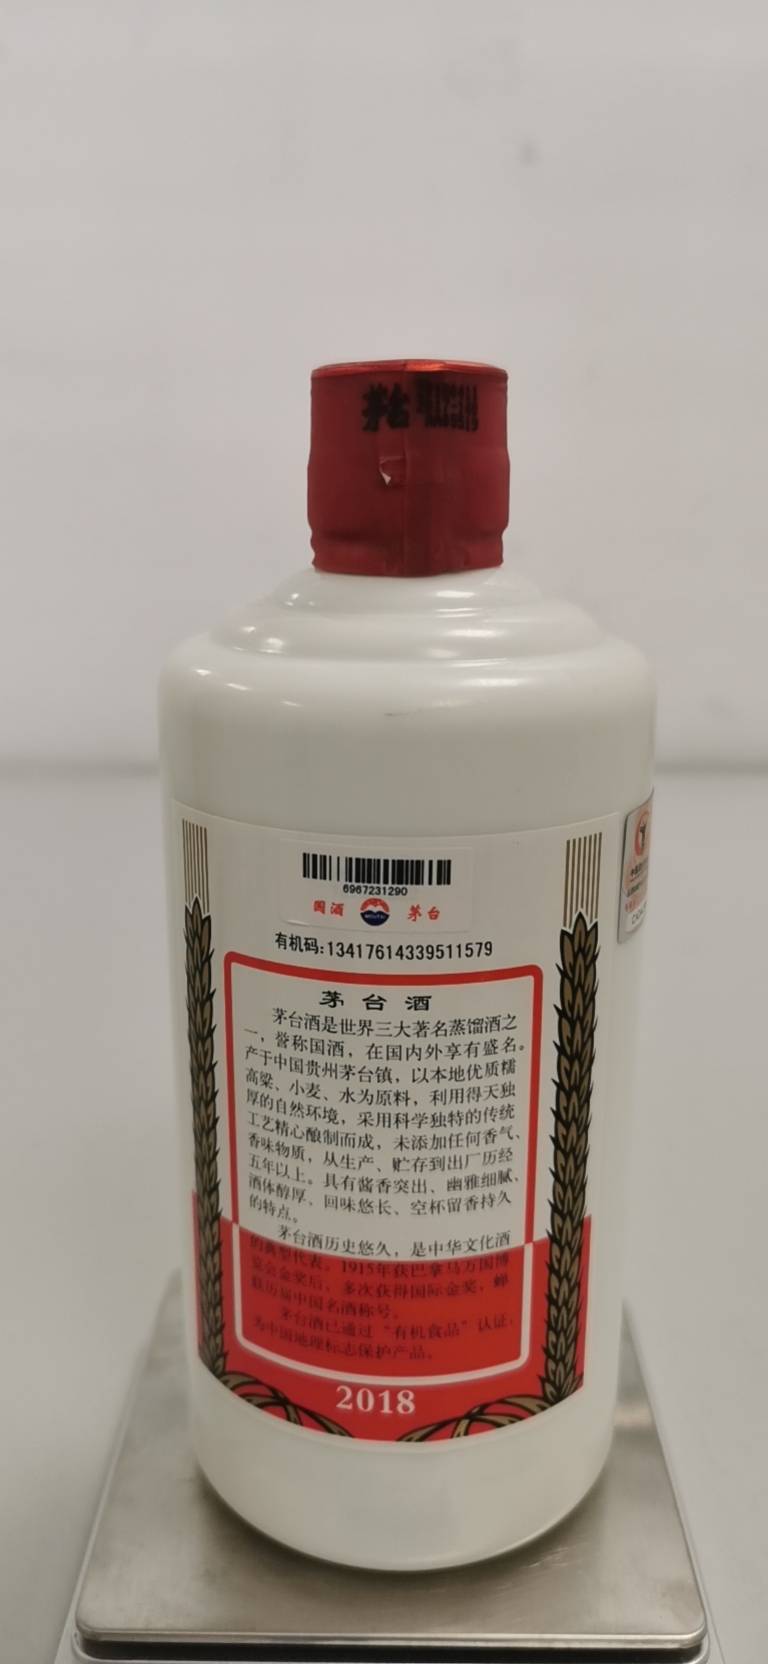 茅台
6967231290
国酒
MOUTAI
茅台
有机码:13417614339511579
茅台酒
茅台酒是世界三大著名蒸馏酒之
一，誉称国酒，在国内外享有盛名。
产于中国贵州茅台镇，以本地优质糯
高粱、小麦、水为原料，利用得天独
厚的自然环境，采用科学独特的传统
工艺精心酿制而成，未添加任何香气、
香味物质，从生产、贮存到出厂历经
五年以上。具有酱香突出、幽雅细腻、
酒体醇厚、回味悠长、空杯留香持久
的特点。
茅台酒历史悠久，是中华文化酒
的典型代表。1915年获巴拿马万国博
览会金奖后，多次获得国际金奖，蝉
联历届中国名酒称号。
茅台酒已通过“有机食品”认证，
为中国地理标志保护产品。
2018